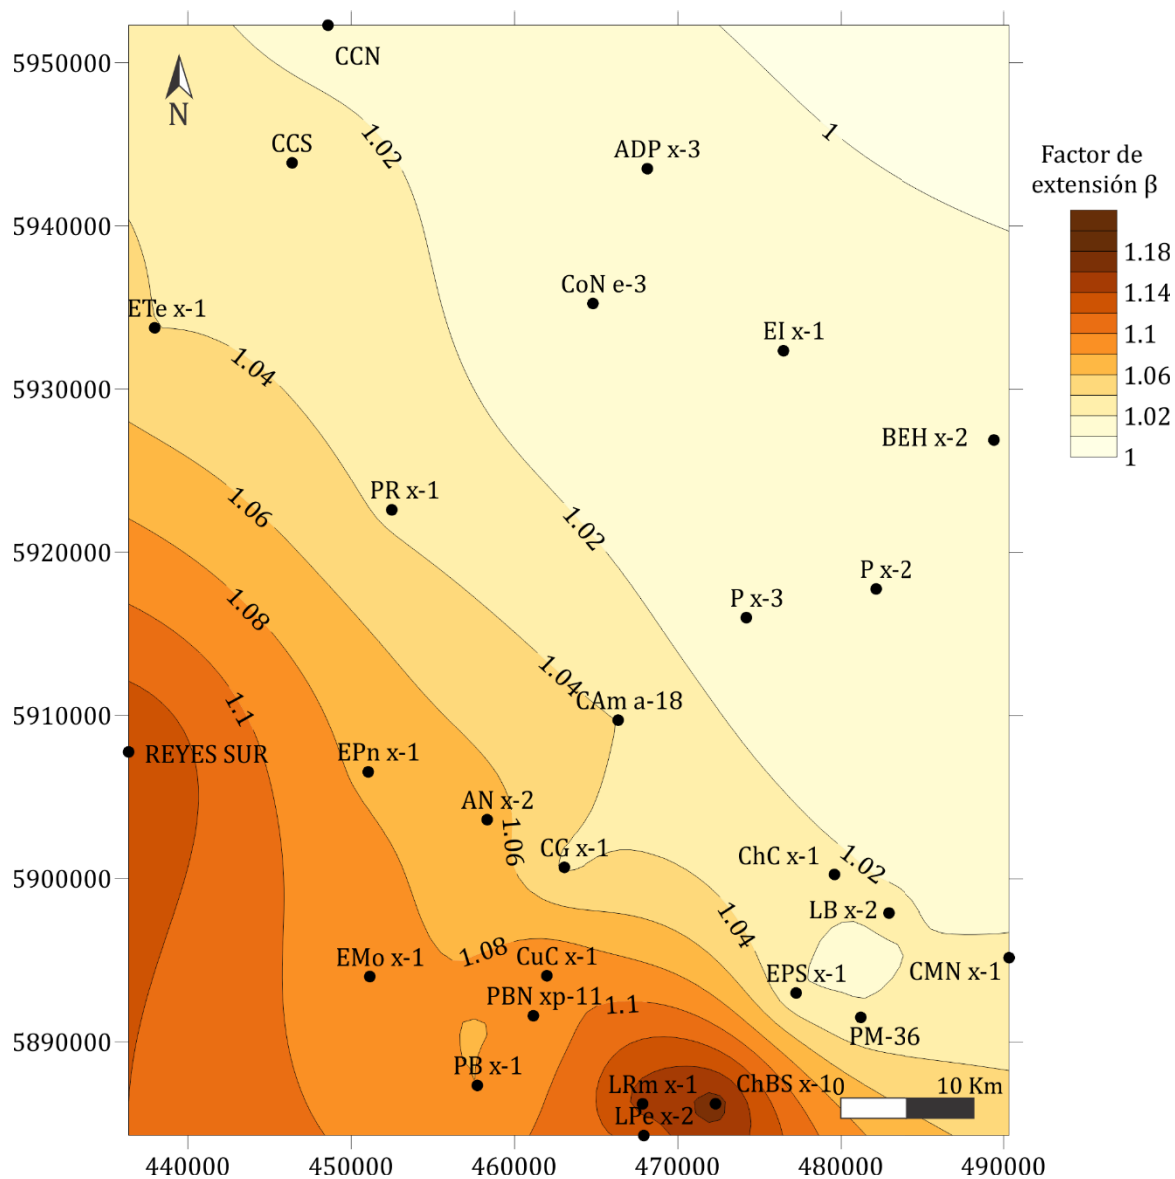 5950000
5940000
5930000
5920000
5910000
5900000
5890000
N
CCN
CCS
1.02
ADP x-3
1
CoN e-3
ETe x-1
EI x-1
1.04
BEH x-2
PR x-1
1.06
1.02
P x-2
1.08
P x-3
1.04
CAm a-18
1.1
REYES SUR
EPn x-1
AN x-2
1.06
CG x-1
ChC x-1
1.02
LB x-2
1.04
1.08
EMo x-1
CuC x-1
EPS x-1
CMN x-1
PBN xp-11
1.1
PM-36
PB x-1
LRm x-1
ChBS x-1
0
10 Km
LPe x-2
440000
450000
460000
470000
480000
490000
Factor de
extensión β
1.18
1.14
1.1
1.06
1.02
1